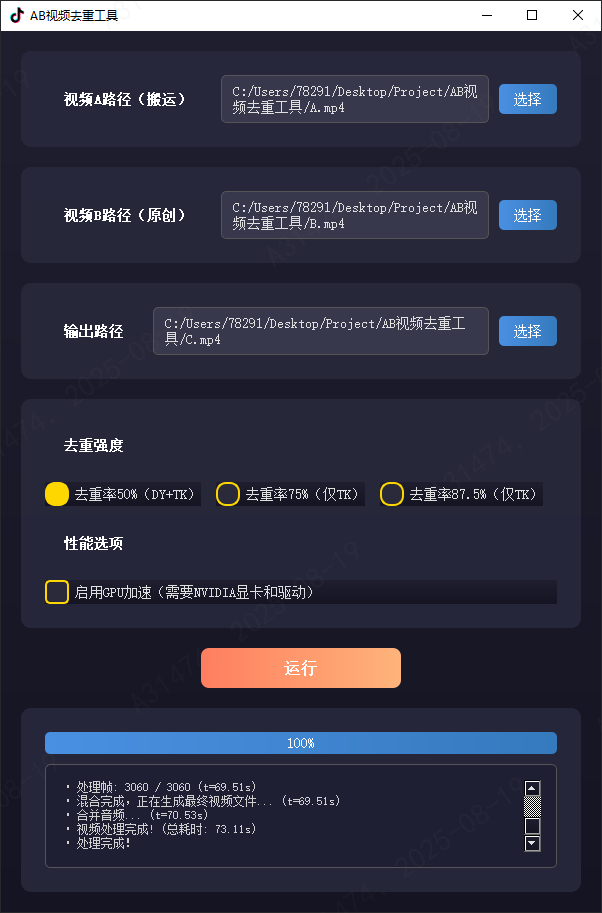 AB视频去重工具
视频A路径（搬运）
C:/Users/78291/Desktop/Project/AB视
频去重工具/A.mp4
选择
视频B路径（原创）
C:/Users/78291/Desktop/Project/AB视
频去重工具/B.mp4
选择
输出路径
C:/Users/78291/Desktop/Project/AB视频去重工
具/C.mp4
选择
去重强度
去重率50%（DY+TK）
去重率75%（仅TK）
去重率87.5%（仅TK）
性能选项
启用GPU加速（需要NVIDIA显卡和驱动）
运行
100%
• 处理帧: 3060 / 3060 (t=69.51s)
• 混合完成，正在生成最终视频文件... (t=69.51s)
• 合并音频... (t=70.53s)
• 视频处理完成! (总耗时: 73.11s)
• 处理完成!